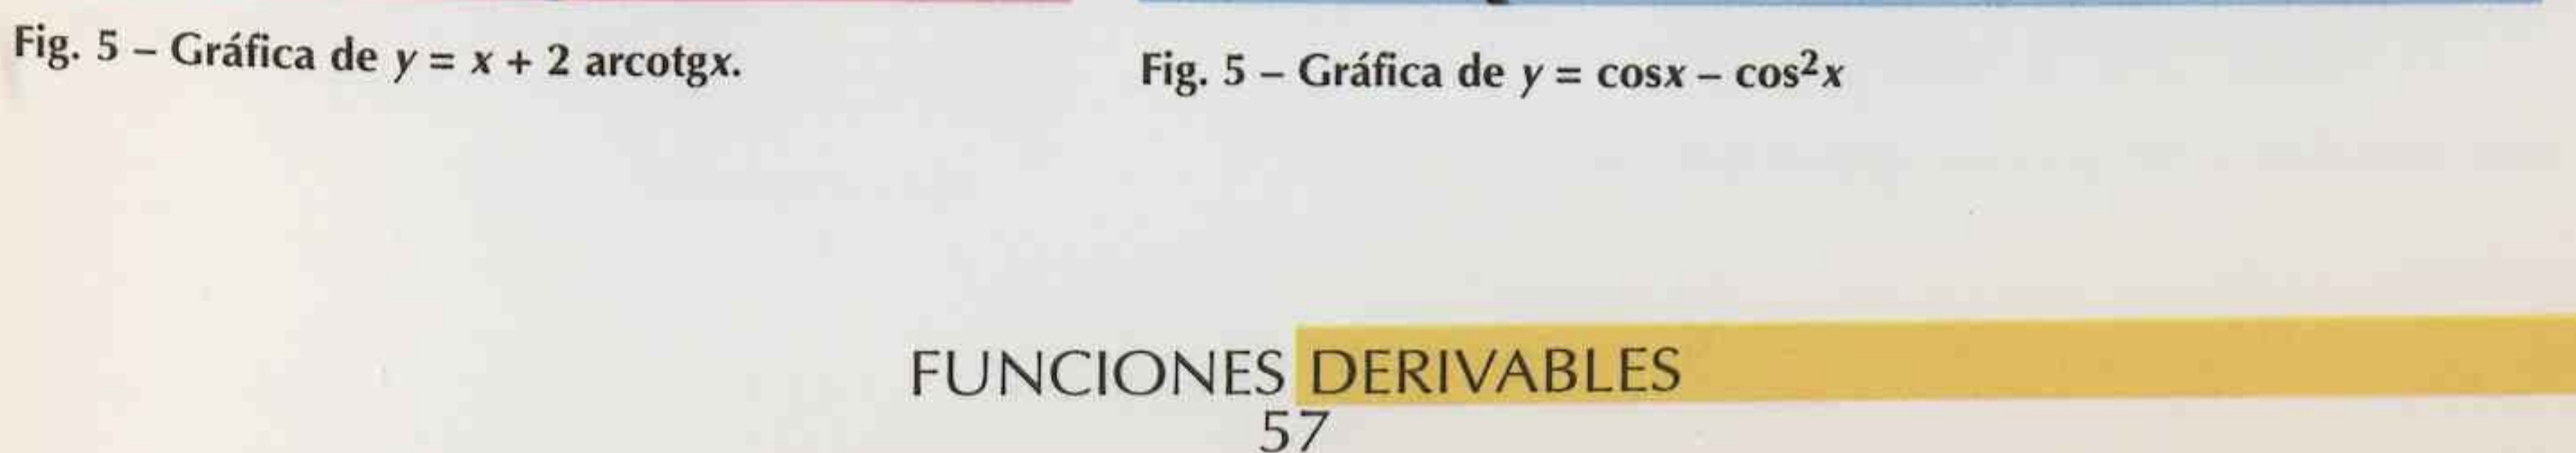 Fig. 5 – Gráfica de y = x + 2 arcotgx.
Fig. 5 – Gráfica de y = cosx – cos²x
FUNCIONES DERIVABLES
57